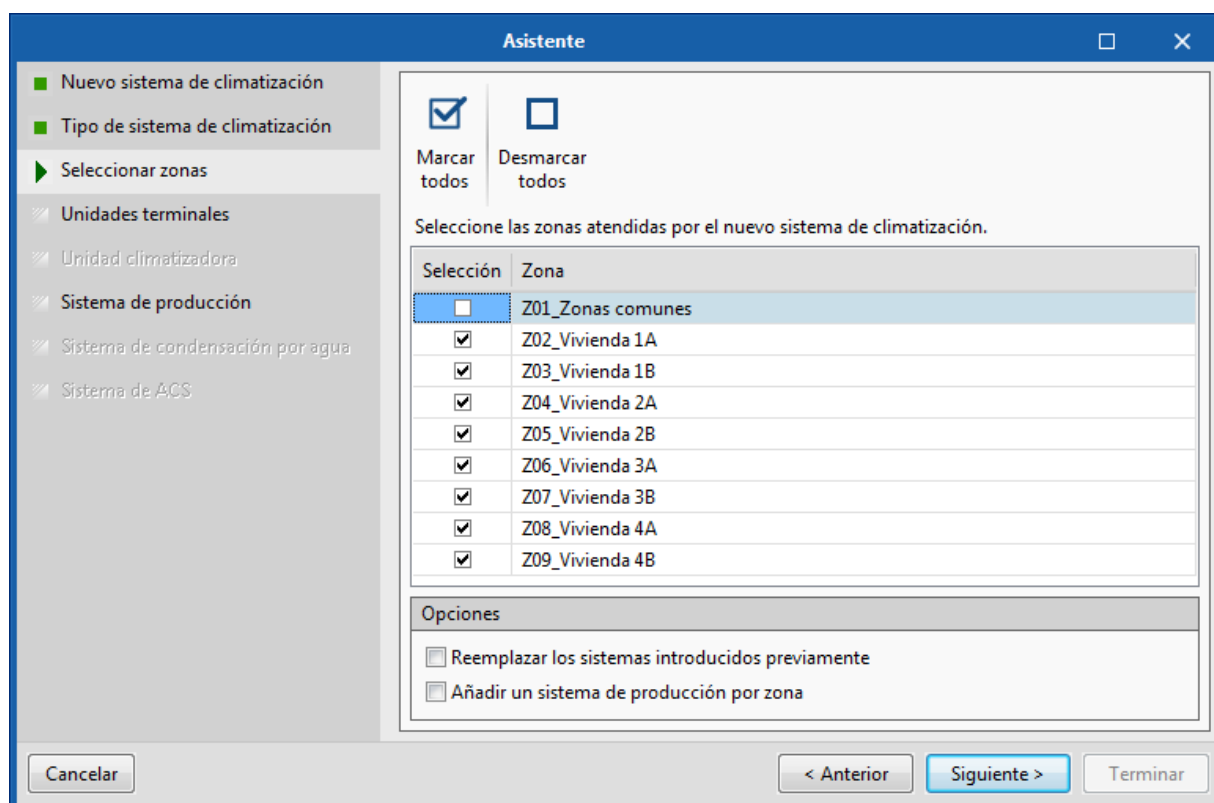 Asistente
Nuevo sistema de climatización
Tipo de sistema de climatización
Seleccionar zonas
Unidades terminales
Unidad climatizadora
Sistema de producción
Sistema de condensación por agua
Sistema de ACS
Marcar todos
Desmarcar todos
Seleccione las zonas atendidas por el nuevo sistema de climatización.
Selección Zona
Z01_Zonas comunes
Z02_Vivienda 1A
Z03_Vivienda 1B
Z04_Vivienda 2A
Z05_Vivienda 2B
Z06_Vivienda 3A
Z07_Vivienda 3B
Z08_Vivienda 4A
Z09_Vivienda 4B
Opciones
Reemplazar los sistemas introducidos previamente
Añadir un sistema de producción por zona
Cancelar
< Anterior
Siguiente >
Terminar